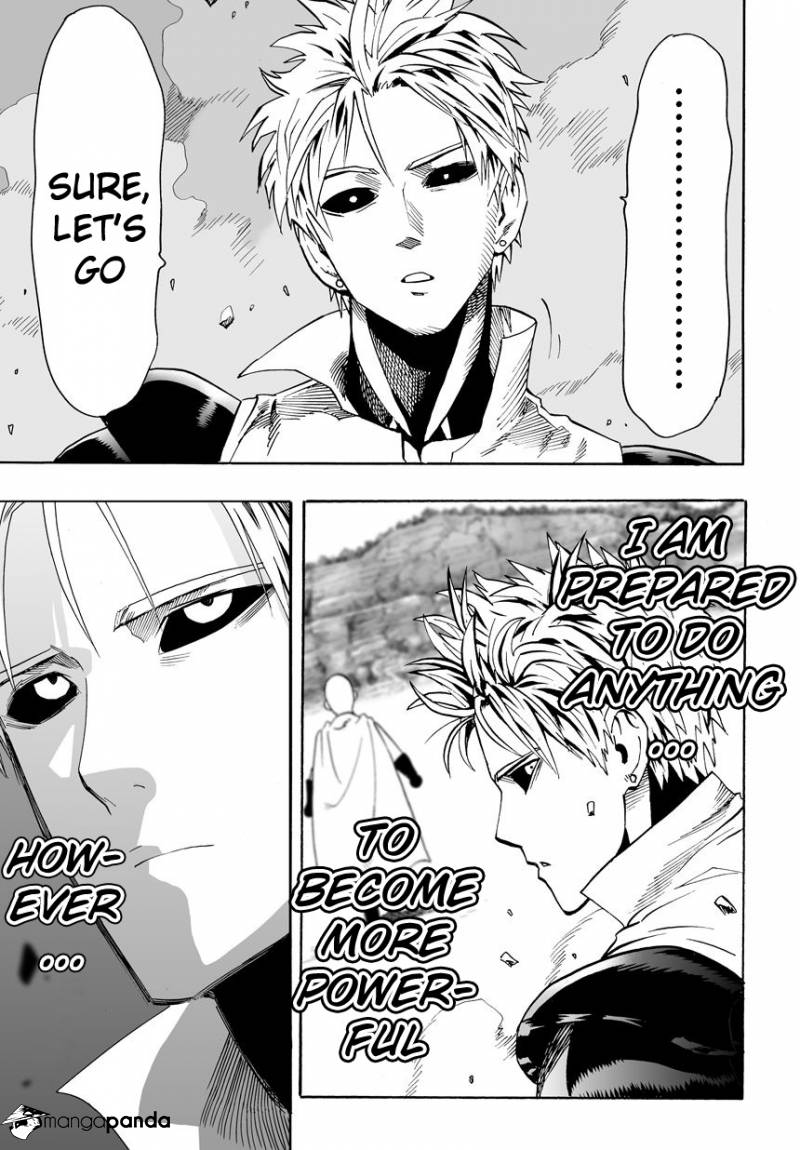 ..................
SURE,
LET'S
GO
I AM
PREPARED
TO DO
ANYTHING
...
TO
BECOME
MORE
POWER-
FUL
HOW-
EVER
...
mangapanda